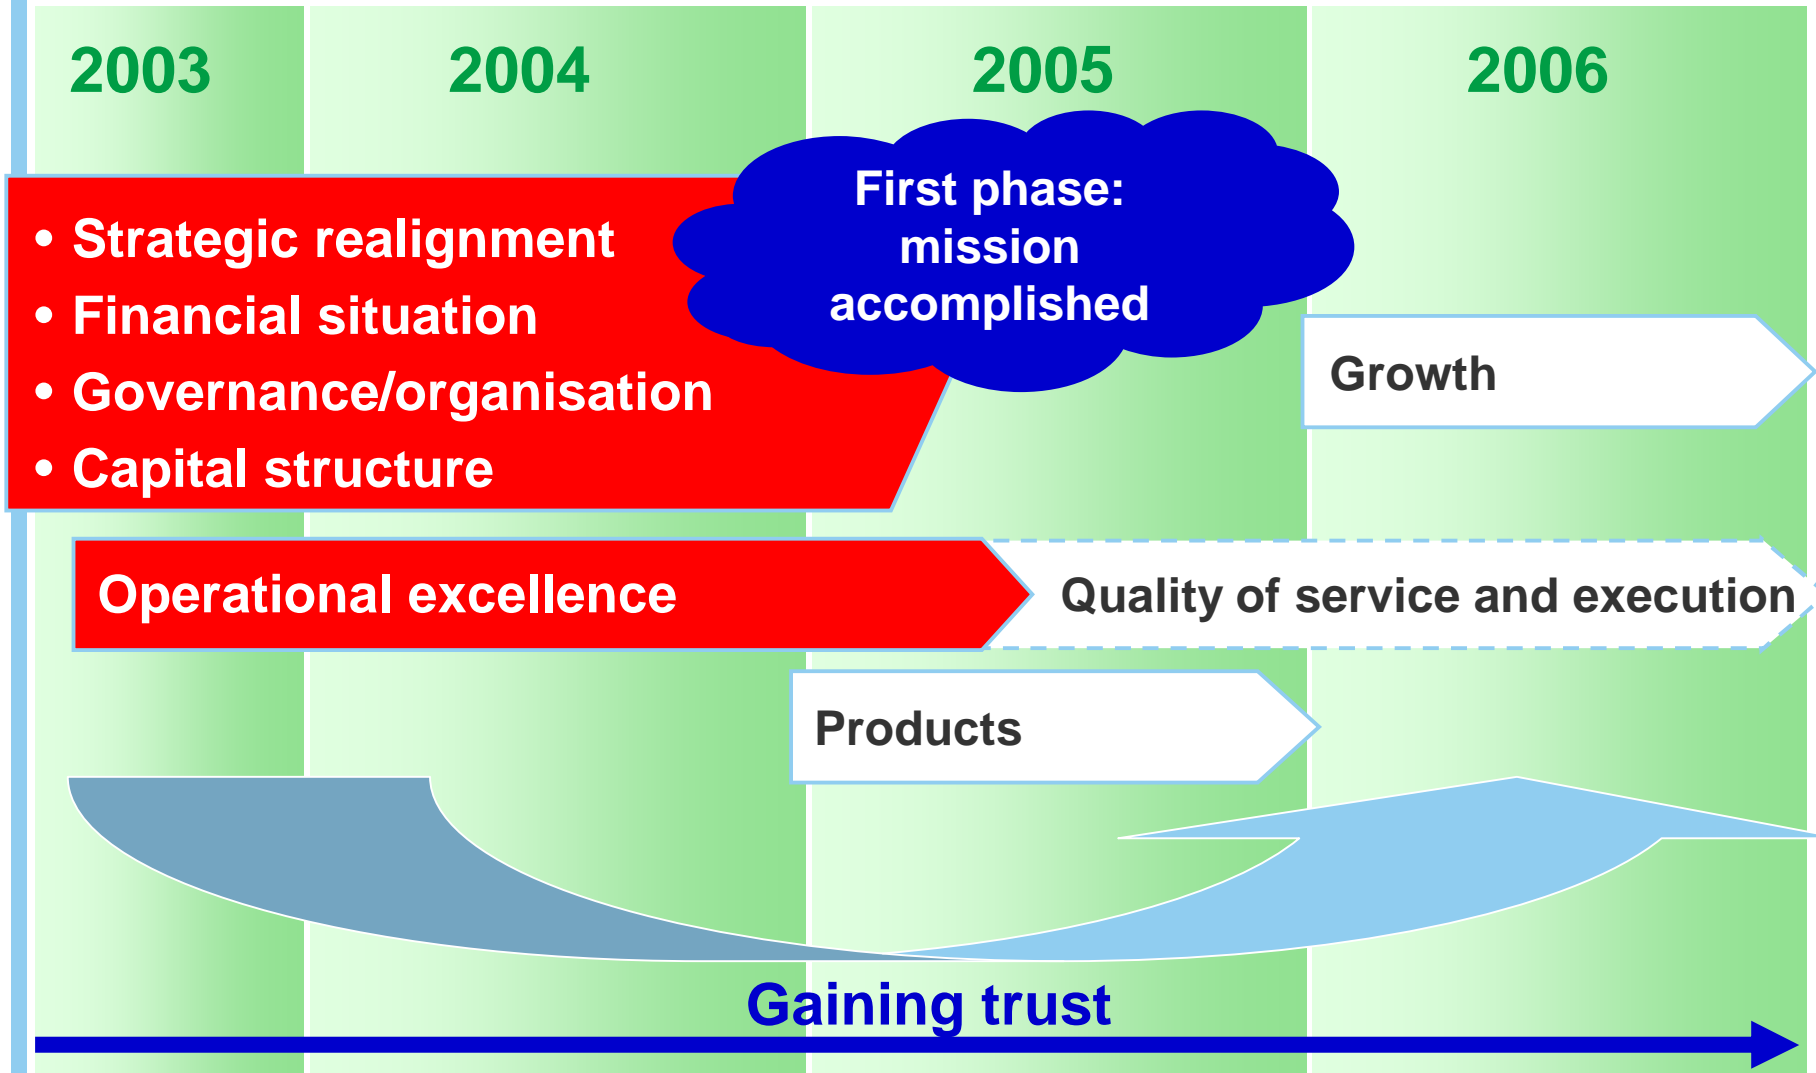 2003 2004 2005 2006
First phase:
mission
accomplished
• Strategic realignment
• Financial situation
• Governance/organisation
• Capital structure
Growth
Operational excellence
Quality of service and execution
Products
Gaining trust